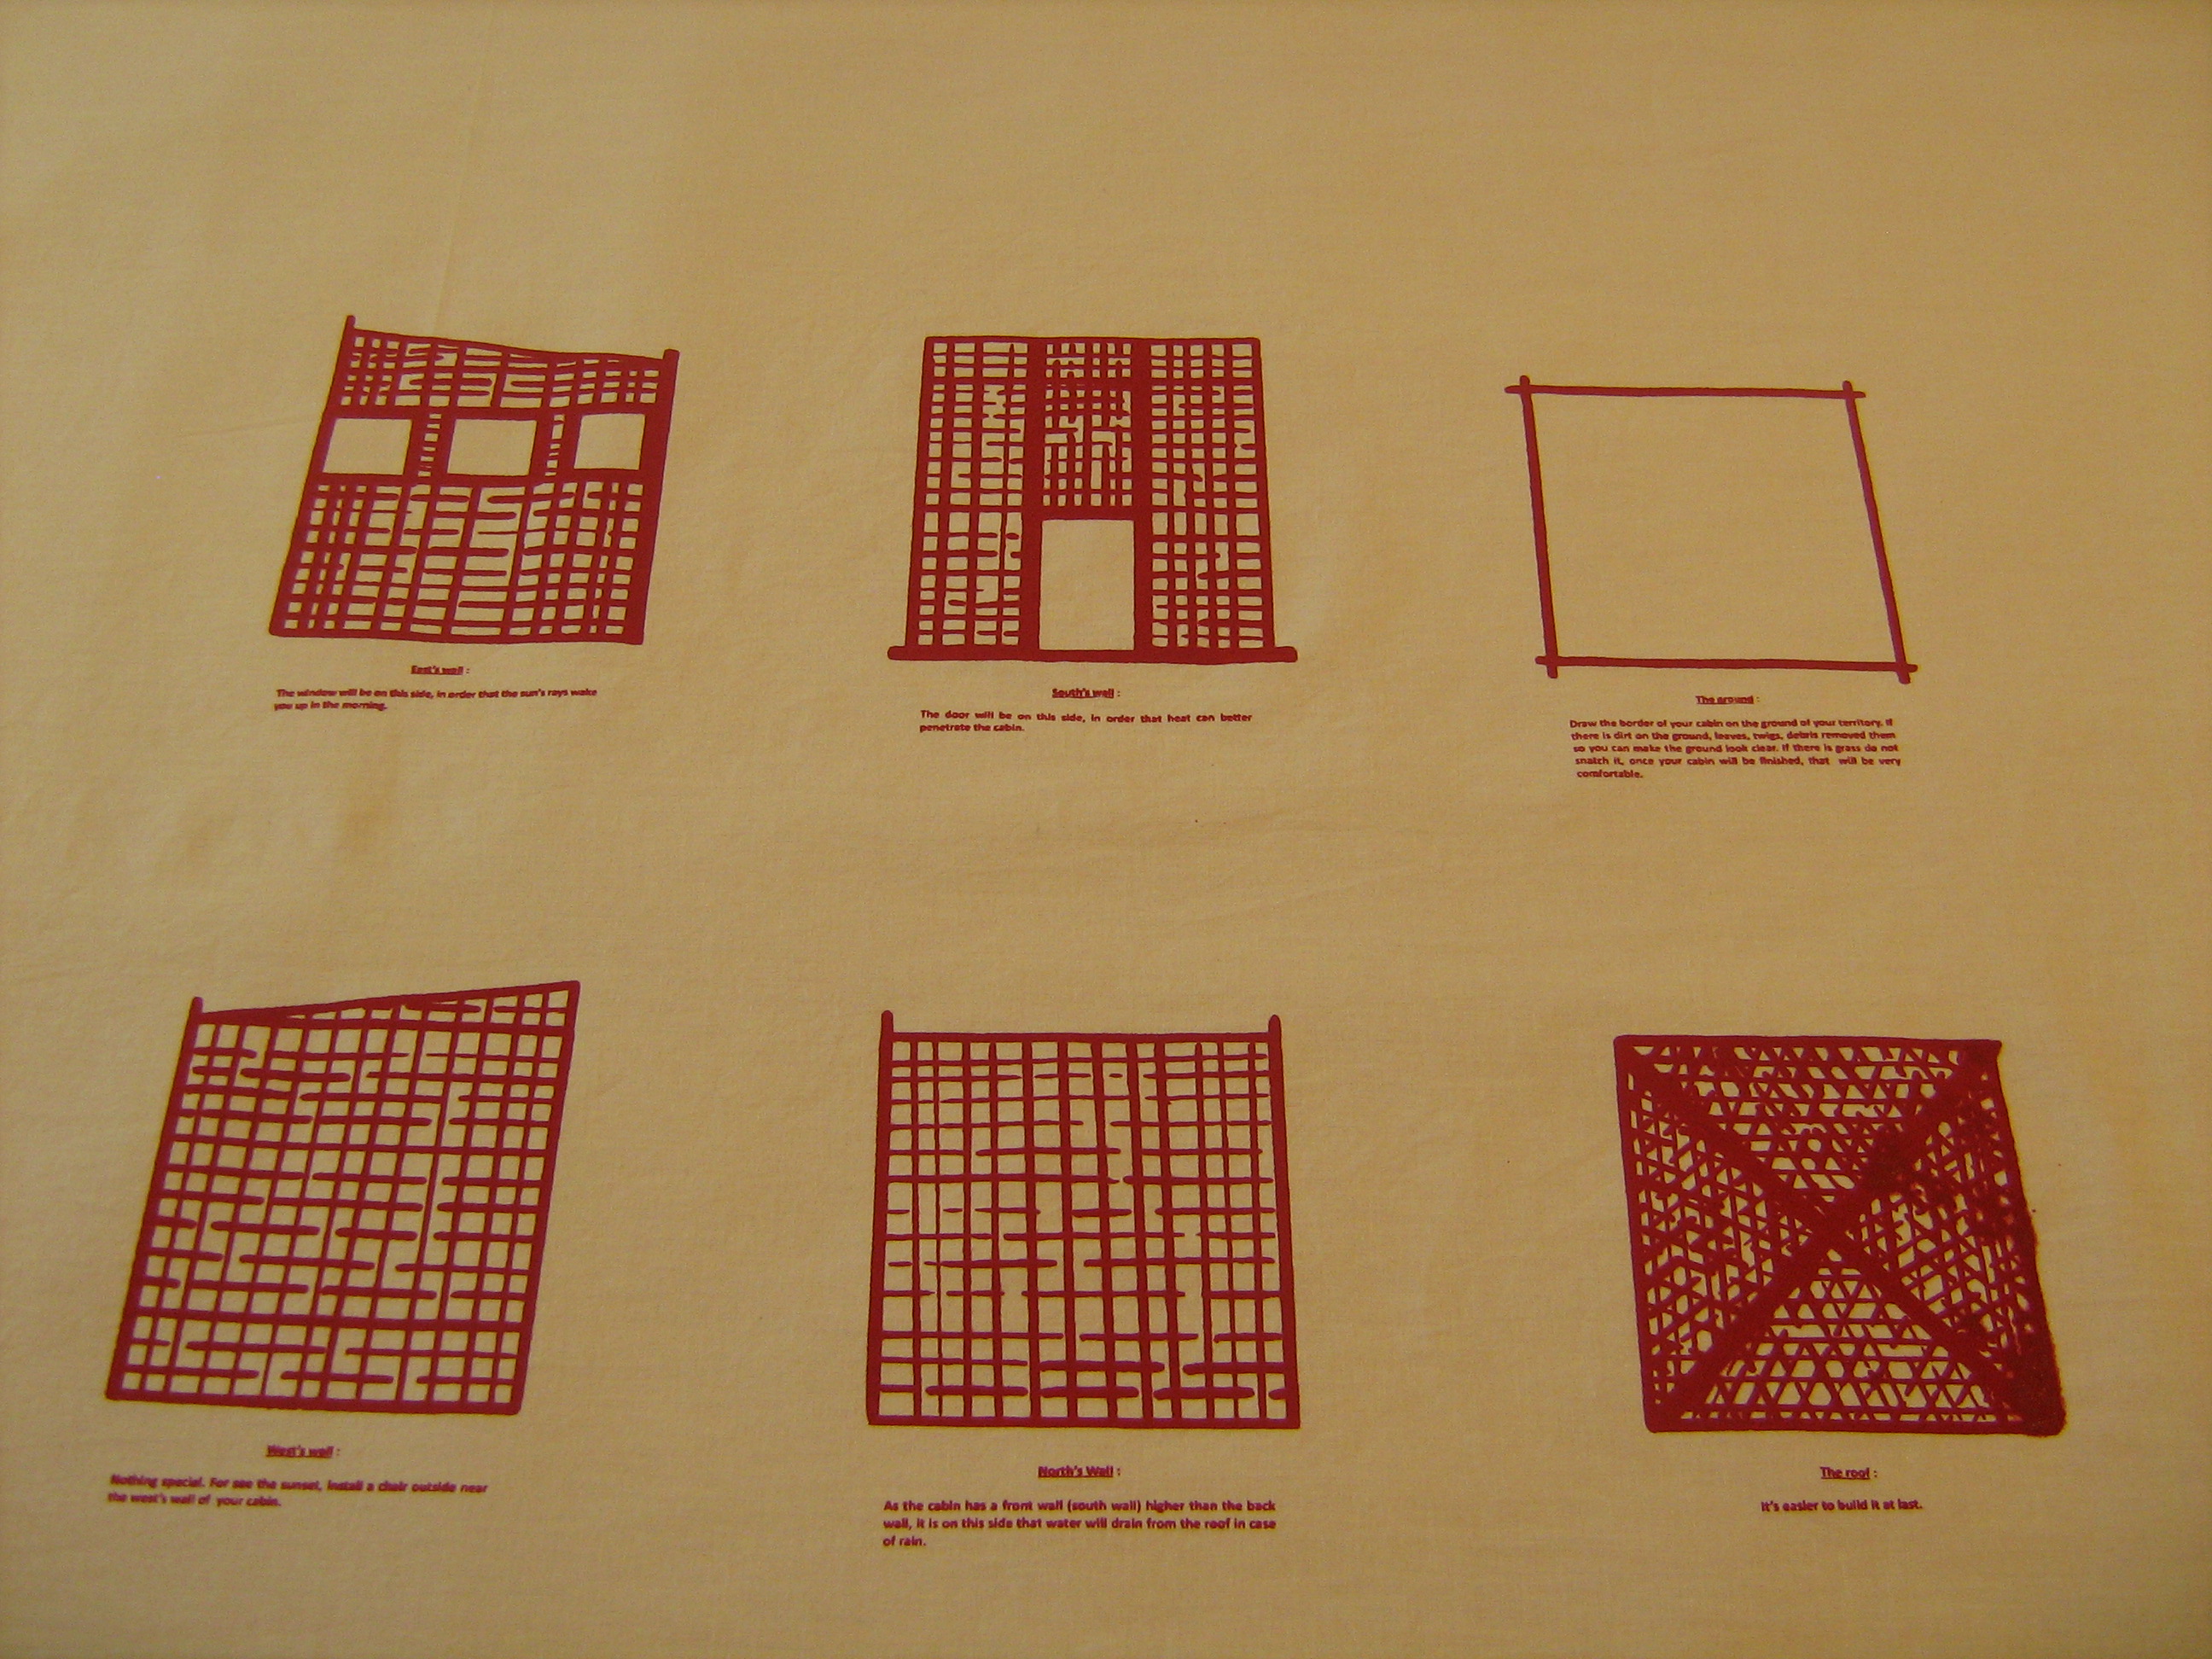 East's wall :
The window will be on this side, in order that the sun's rays wake
you up in the morning.
South's wall :
The door will be on this side, in order that heat can better
penetrate the cabin.
The ground :
Draw the border of your cabin on the ground of your territory. If
there is dirt on the ground, leaves, twigs, debris removed them
so you can make the ground look clear. If there is grass do not
snatch it, once your cabin will be finished, that will be very
comfortable.
West's wall :
Nothing special. For see the sunset, install a chair outside near
the west's wall of your cabin.
North's Wall :
As the cabin has a front wall (south wall) higher than the back
wall, it is on this side that water will drain from the roof in case
of rain.
The roof :
It's easier to build it at last.